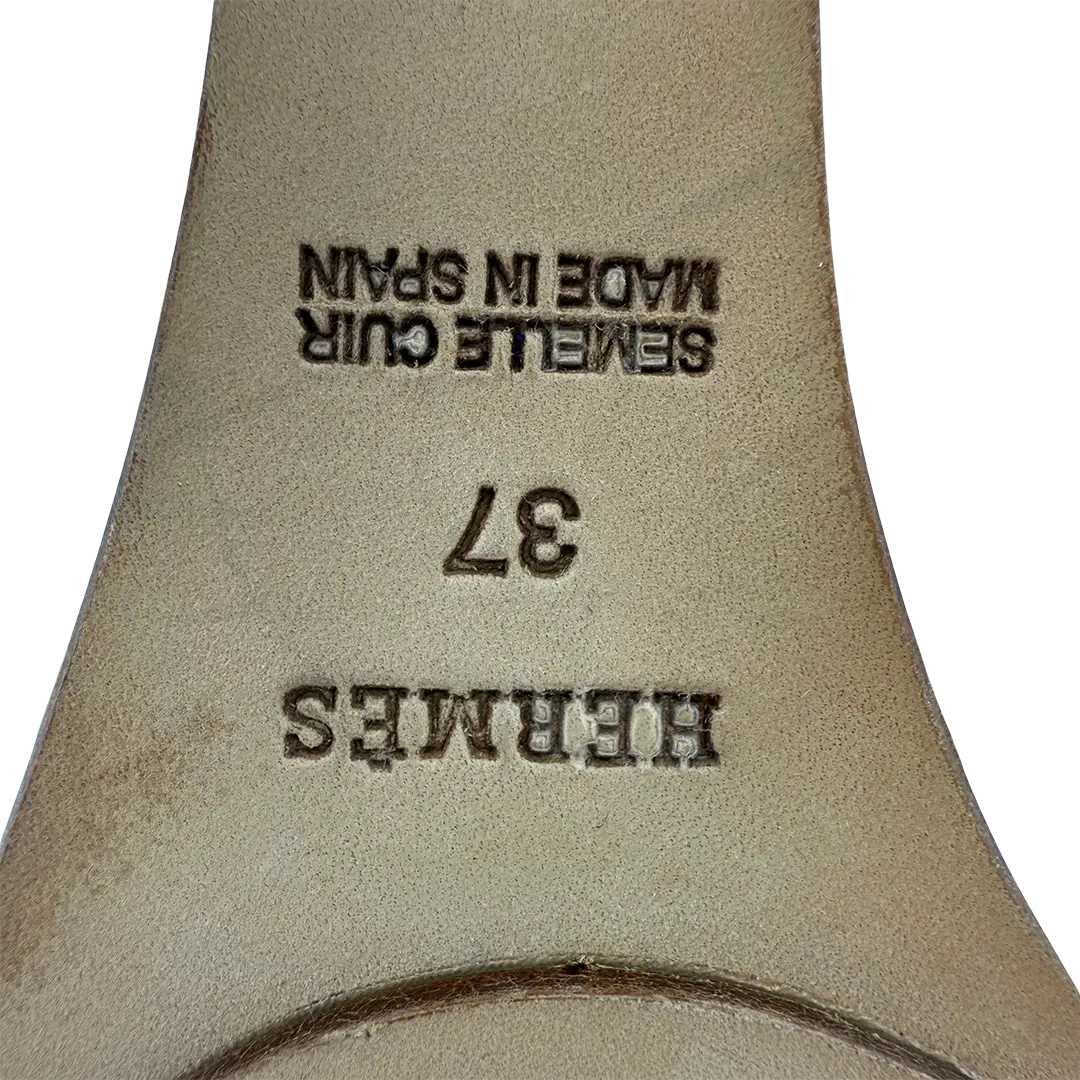 HERMÈS
37
SEMELLE CUIR
MADE IN SPAIN